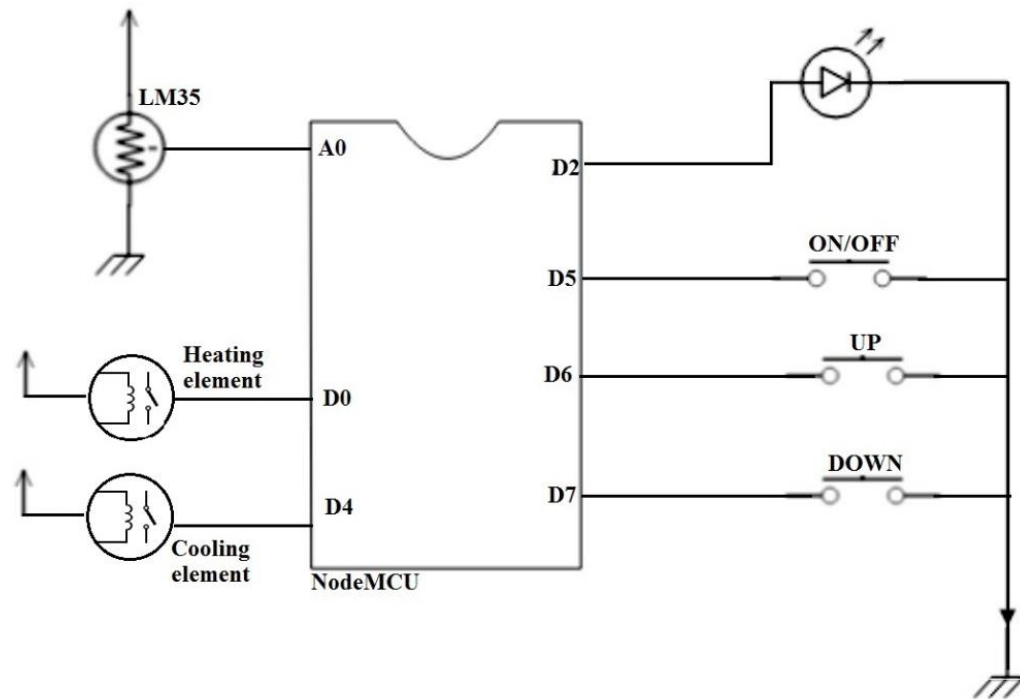 LM35
A0
D2
ON/OFF
D5
UP
Heating
element
D6
D0
DOWN
D7
D4
Cooling
element
NodeMCU